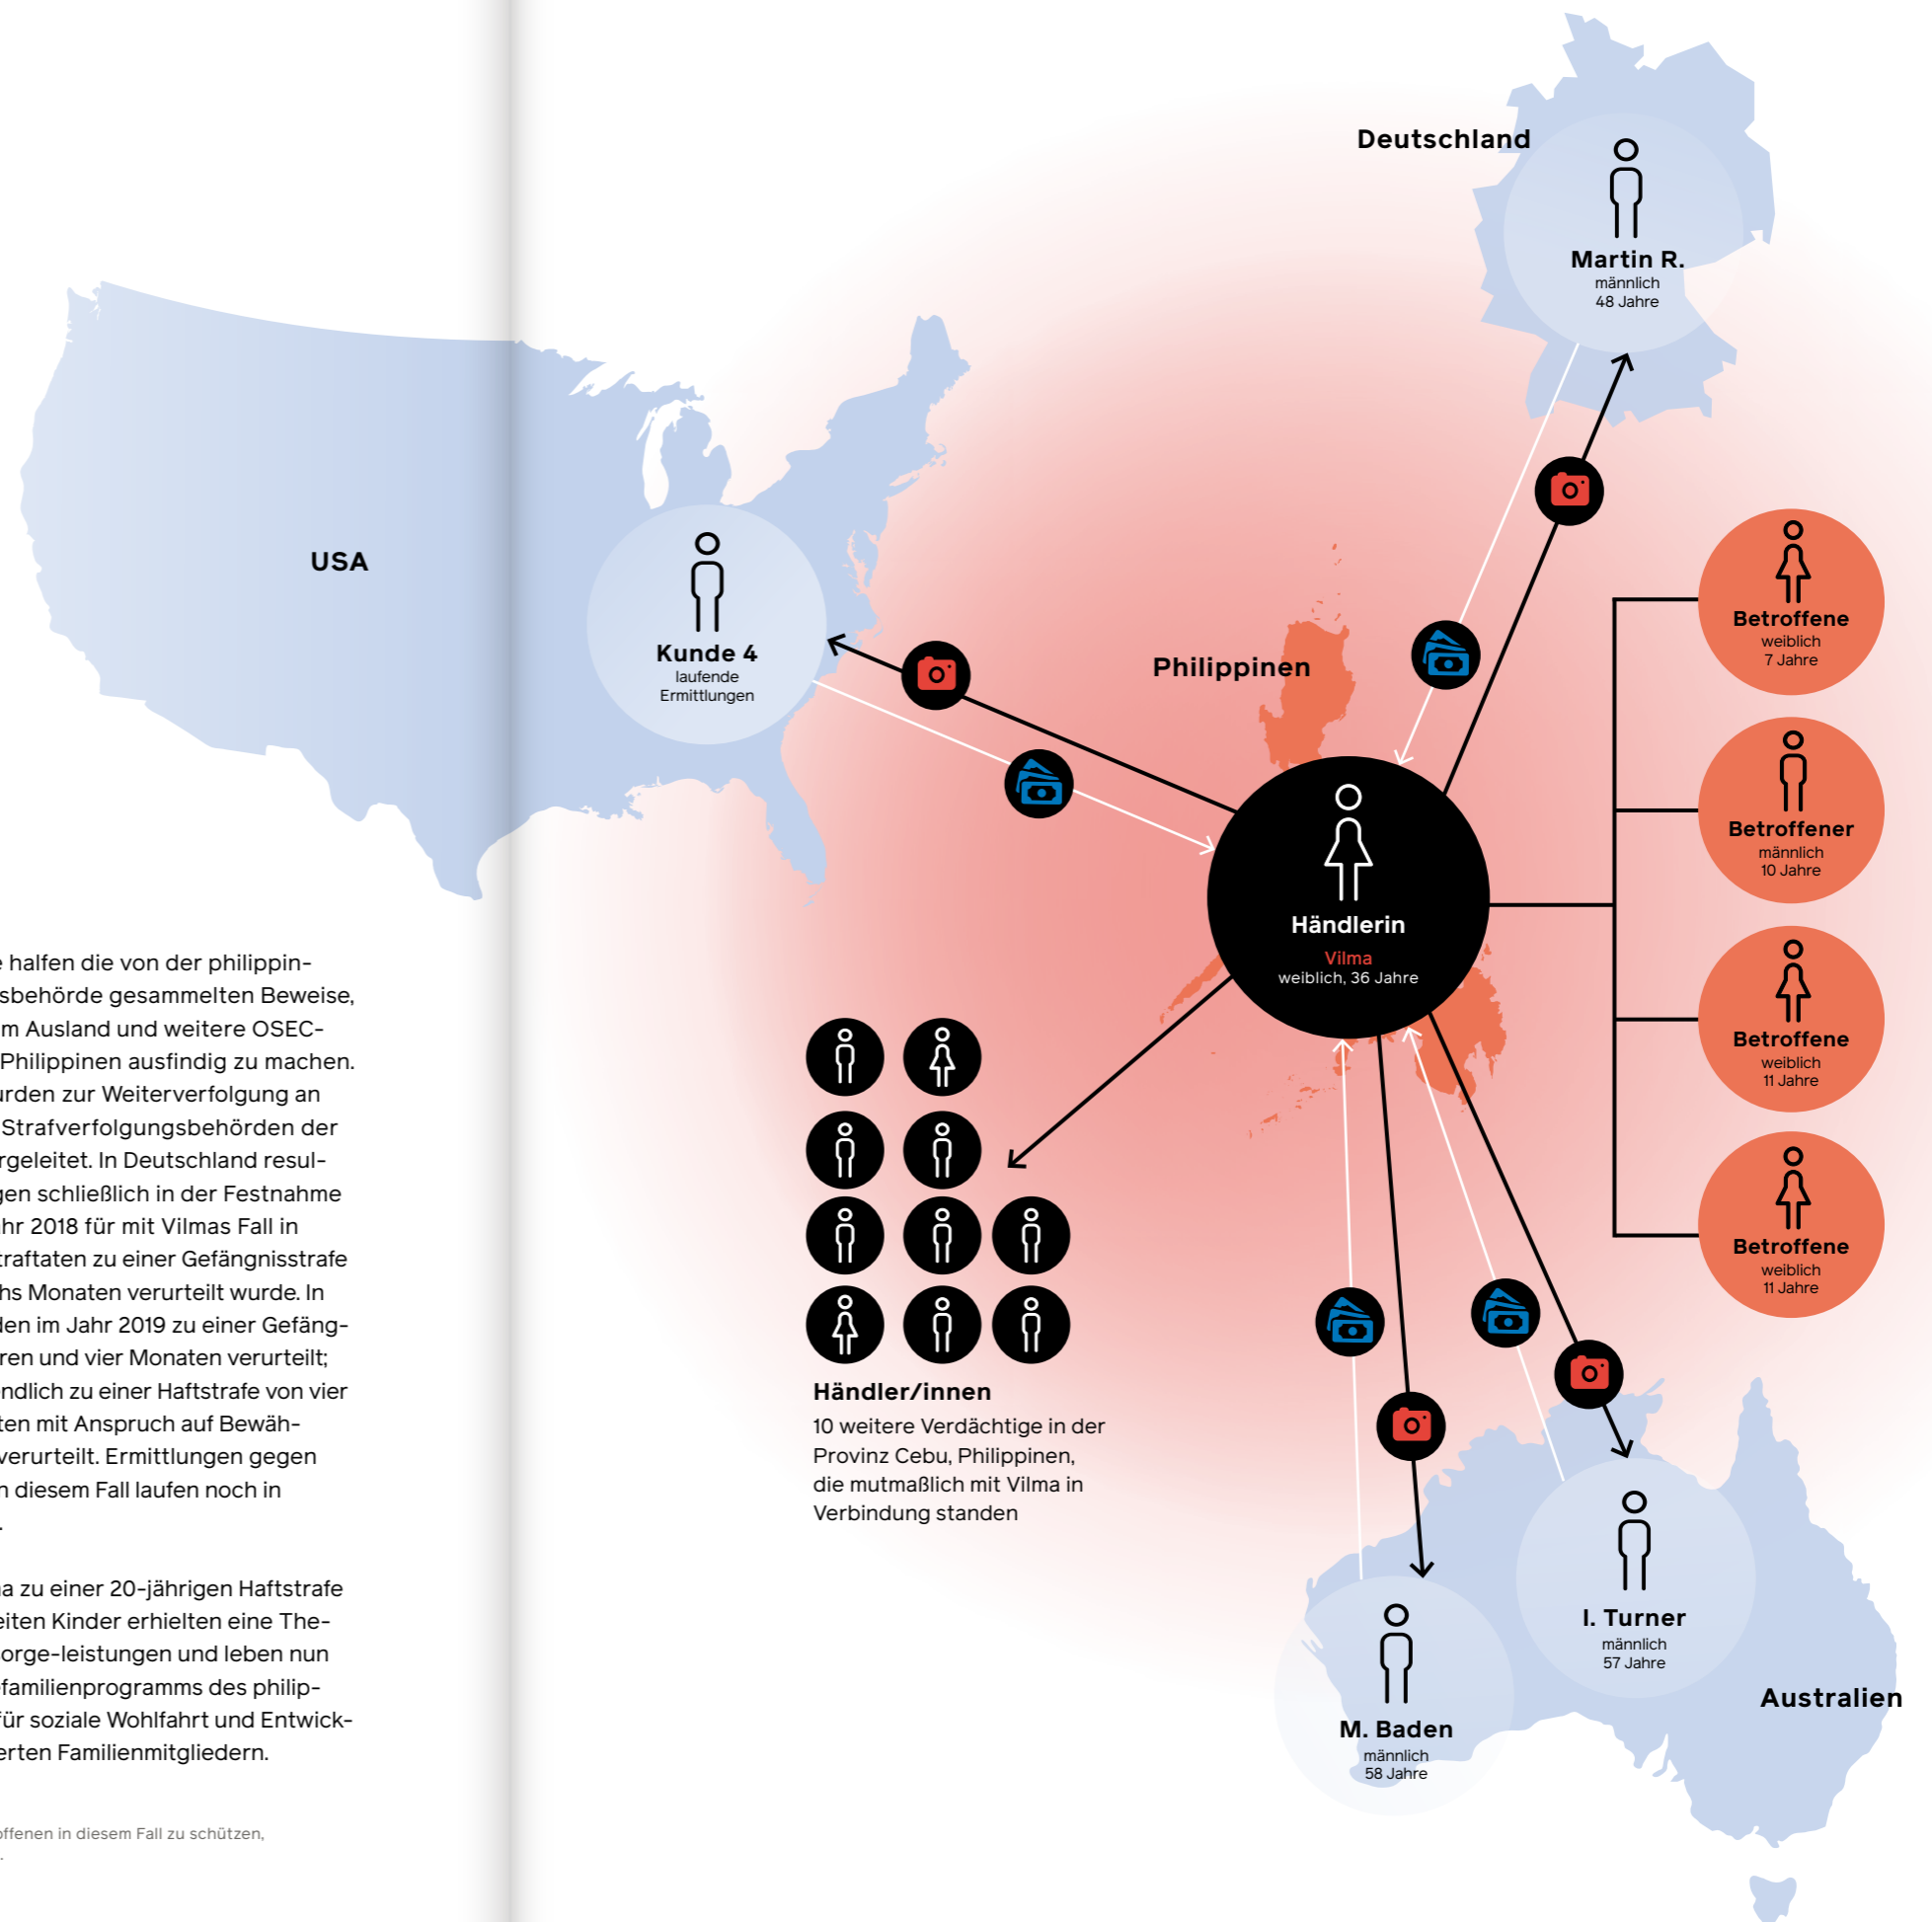 Deutschland
Martin R.
männlich
48 Jahre
USA
Kunde 4
laufende
Ermittlungen
Philippinen
Händlerin
Vilma
weiblich, 36 Jahre
Betroffene
weiblich
7 Jahre
Betroffener
männlich
10 Jahre
Betroffene
weiblich
11 Jahre
Betroffene
weiblich
11 Jahre
halfen die von der philippin-
sbehörde gesammelten Beweise,
m Ausland und weitere OSEC-
Philippinen ausfindig zu machen.
urden zur Weiterverfolgung an
Strafverfolgungsbehörden der
rgeleitet. In Deutschland resul-
gen schließlich in der Festnahme
ahr 2018 für mit Vilmas Fall in
traftaten zu einer Gefängnisstrafe
hs Monaten verurteilt wurde. In
den im Jahr 2019 zu einer Gefäng-
ren und vier Monaten verurteilt;
endlich zu einer Haftstrafe von vier
ten mit Anspruch auf Bewäh-
verurteilt. Ermittlungen gegen
n diesem Fall laufen noch in
.
na zu einer 20-jährigen Haftstrafe
eiten Kinder erhielten eine The-
orge-leistungen und leben nun
familienprogramms des philip-
für soziale Wohlfahrt und Entwick-
erten Familienmitgliedern.
offenen in diesem Fall zu schützen,
.
Händler/innen
10 weitere Verdächtige in der
Provinz Cebu, Philippinen,
die mutmaßlich mit Vilma in
Verbindung standen
M. Baden
männlich
58 Jahre
I. Turner
männlich
57 Jahre
Australien